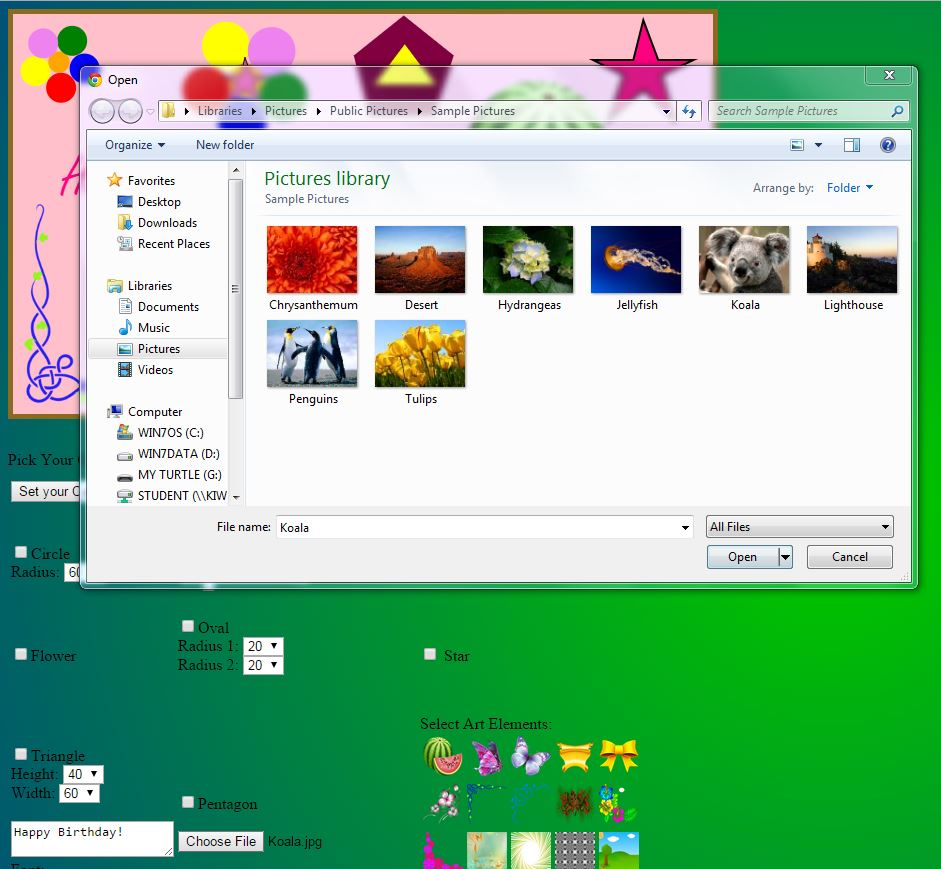 Open
Libraries Pictures Public Pictures Sample Pictures
Search Sample Pictures
Organize New folder
Favorites
Desktop
Downloads
Recent Places
Libraries
Documents
Music
Pictures
Videos
Computer
WIN7OS (C:)
WIN7DATA (D:)
MY TURTLE (G:)
STUDENT (\\KIW
Pictures library
Sample Pictures
Arrange by: Folder
Chrysanthemum Desert Hydrangeas Jellyfish Koala Lighthouse
Penguins Tulips
File name: Koala
All Files
Open Cancel
Pick Your
Set your
Circle
Radius: 60
Oval
Radius 1: 20
Radius 2: 20
Flower
Star
Select Art Elements:
Triangle
Height: 40
Width: 60
Pentagon
Happy Birthday!
Choose File Koala.jpg